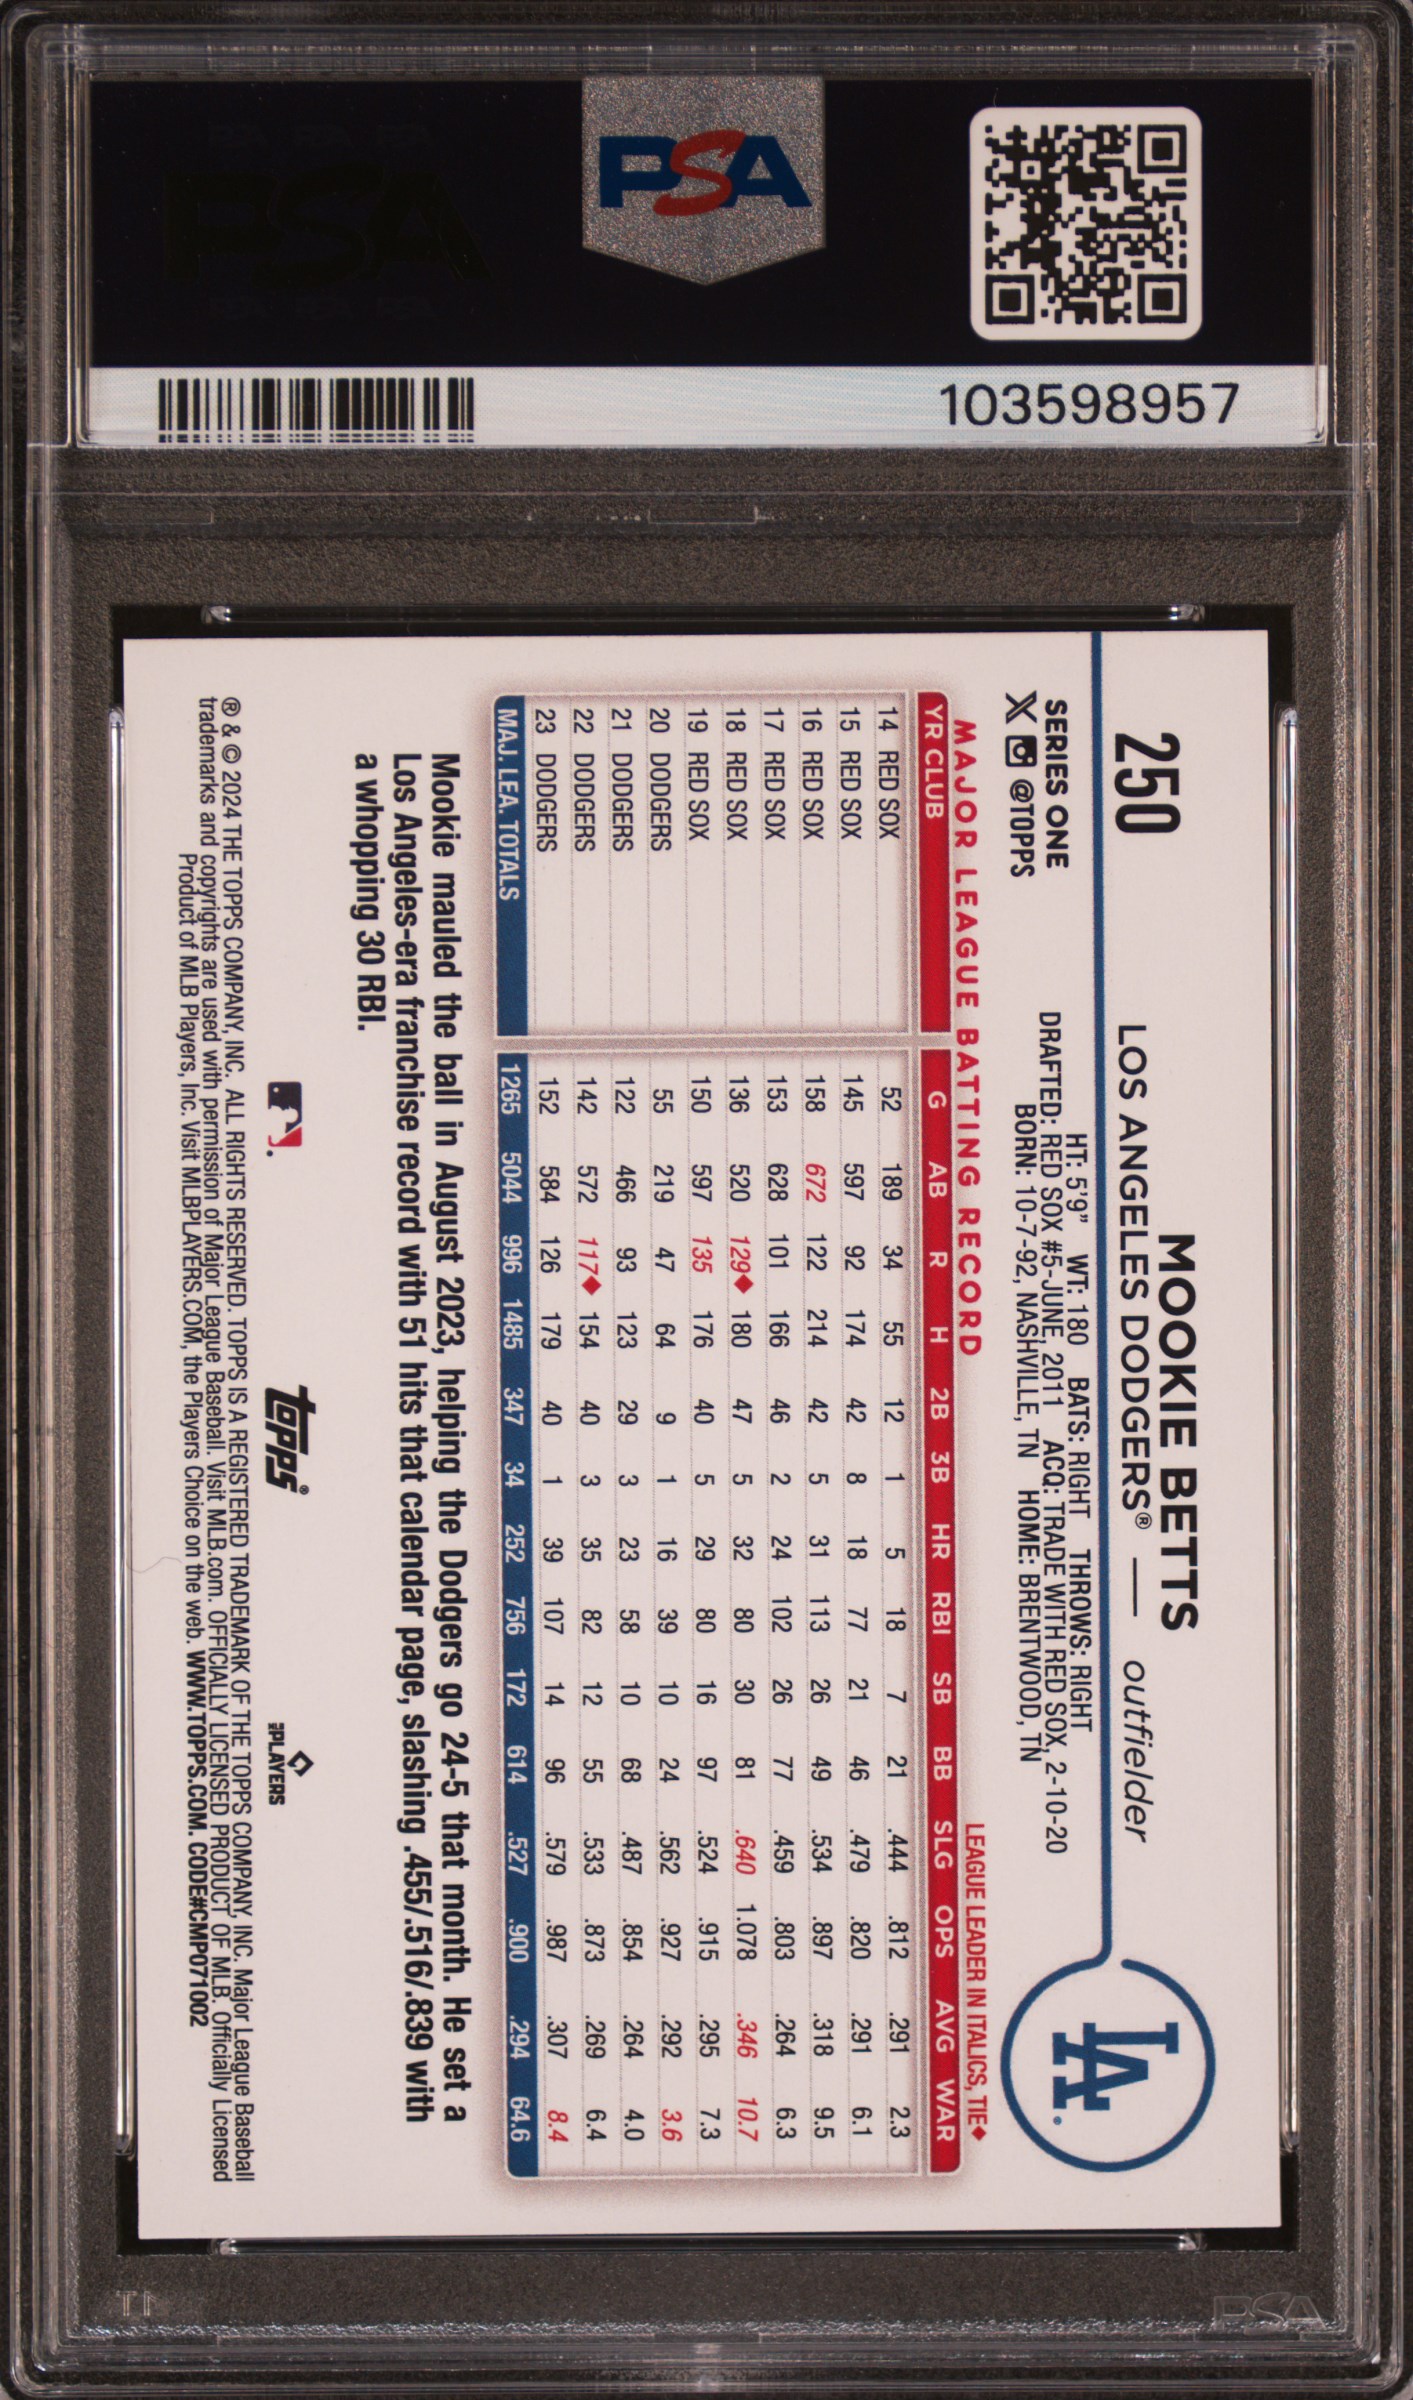 PSA
103598957
250
MOOKIE BETTS
LOS ANGELES DODGERS® — outfielder
LA
SERIES ONE
X @TOPPS
HT: 5'9" WT: 180 BATS: RIGHT THROWS: RIGHT
DRAFTED: RED SOX #5-JUNE, 2011 ACQ: TRADE WITH RED SOX, 2-10-20
BORN: 10-7-92, NASHVILLE, TN HOME: BRENTWOOD, TN
MAJOR LEAGUE BATTING RECORD
LEAGUE LEADER IN ITALICS, TIE◆
YR CLUB G AB R H 2B 3B HR RBI SB BB SLG OPS AVG WAR
14 RED SOX 52 189 34 55 12 1 5 18 7 21 .444 .812 .291 2.3
15 RED SOX 145 597 92 174 42 8 18 77 21 46 .479 .820 .291 6.1
16 RED SOX 158 672 122 214 42 5 31 113 26 49 .534 .897 .318 9.5
17 RED SOX 153 628 101 166 46 2 24 102 26 77 .459 .803 .264 6.3
18 RED SOX 136 520 129◆ 180 47 5 32 80 30 81 .640 1.078 .346 10.7
19 RED SOX 150 597 135 176 40 5 29 80 16 97 .524 .915 .295 7.3
20 DODGERS 55 219 47 64 9 1 16 39 10 24 .562 .927 .292 3.6
21 DODGERS 122 466 93 123 29 3 23 58 10 68 .487 .854 .264 4.0
22 DODGERS 142 572 117◆ 154 40 3 35 82 12 55 .533 .873 .269 6.4
23 DODGERS 152 584 126 179 40 1 39 107 14 96 .579 .987 .307 8.4
MAJ. LEA. TOTALS 1265 5044 996 1485 347 34 252 756 172 614 .527 .900 .294 64.6
Mookie mauled the ball in August 2023, helping the Dodgers go 24-5 that month. He set a
Los Angeles-era franchise record with 51 hits that calendar page, slashing .455/.516/.839 with
a whopping 30 RBI.
topps®
MLB PLAYERS
® & © 2024 THE TOPPS COMPANY, INC. ALL RIGHTS RESERVED. TOPPS IS A REGISTERED TRADEMARK OF THE TOPPS COMPANY, INC. Major League Baseball
trademarks and copyrights are used with permission of Major League Baseball. Visit MLB.com. OFFICIALLY LICENSED PRODUCT OF MLB. Officially Licensed
Product of MLB Players, Inc. Visit MLBPLAYERS.COM, the Players Choice on the web. WWW.TOPPS.COM. CODE#CMP071002
PSA